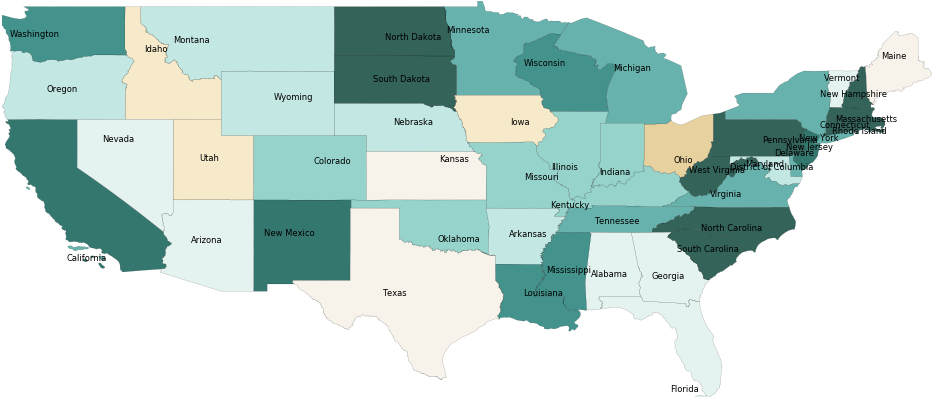 Washington
Idaho
Montana
North Dakota
Minnesota
Wisconsin
Michigan
Maine
Vermont
New Hampshire
Oregon
Wyoming
South Dakota
Nebraska
Iowa
Massachusetts
Connecticut
Rhode Island
New York
Pennsylvania
New Jersey
Delaware
Maryland
District of Columbia
West Virginia
Nevada
Utah
Colorado
Kansas
Missouri
Illinois
Indiana
Ohio
Kentucky
Virginia
California
Arizona
New Mexico
Oklahoma
Arkansas
Tennessee
North Carolina
South Carolina
Mississippi
Alabama
Georgia
Texas
Louisiana
Florida